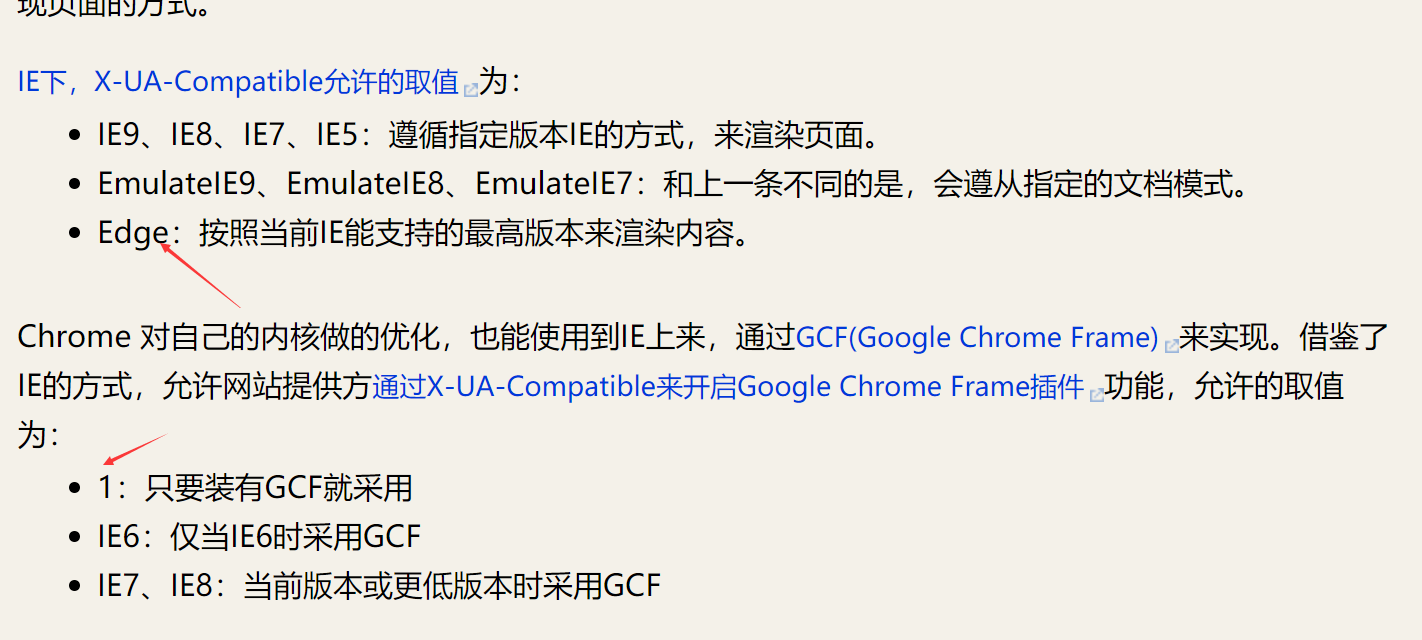 现页面的方式。
IE下，X-UA-Compatible允许的取值为：
IE9、IE8、IE7、IE5：遵循指定版本IE的方式，来渲染页面。
EmulateIE9、EmulateIE8、EmulateIE7：和上一条不同的是，会遵从指定的文档模式。
Edge：按照当前IE能支持的最高版本来渲染内容。
Chrome 对自己的内核做的优化，也能使用到IE上来，通过GCF(Google Chrome Frame)来实现。借鉴了
IE的方式，允许网站提供方通过X-UA-Compatible来开启Google Chrome Frame插件功能，允许的取值
为：
1：只要装有GCF就采用
IE6：仅当IE6时采用GCF
IE7、IE8：当前版本或更低版本时采用GCF